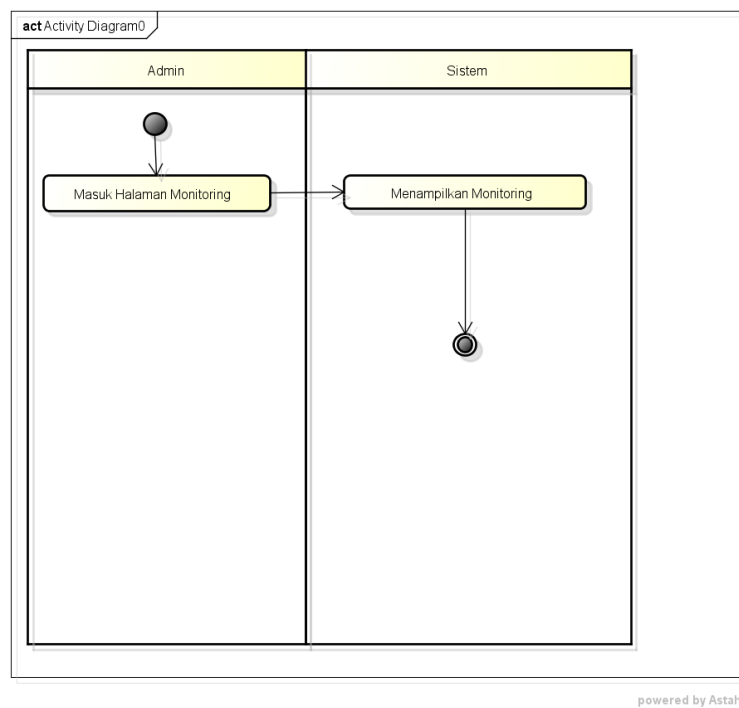 act Activity Diagram0
Admin
Sistem
Masuk Halaman Monitoring
Menampilkan Monitoring
powered by Astah